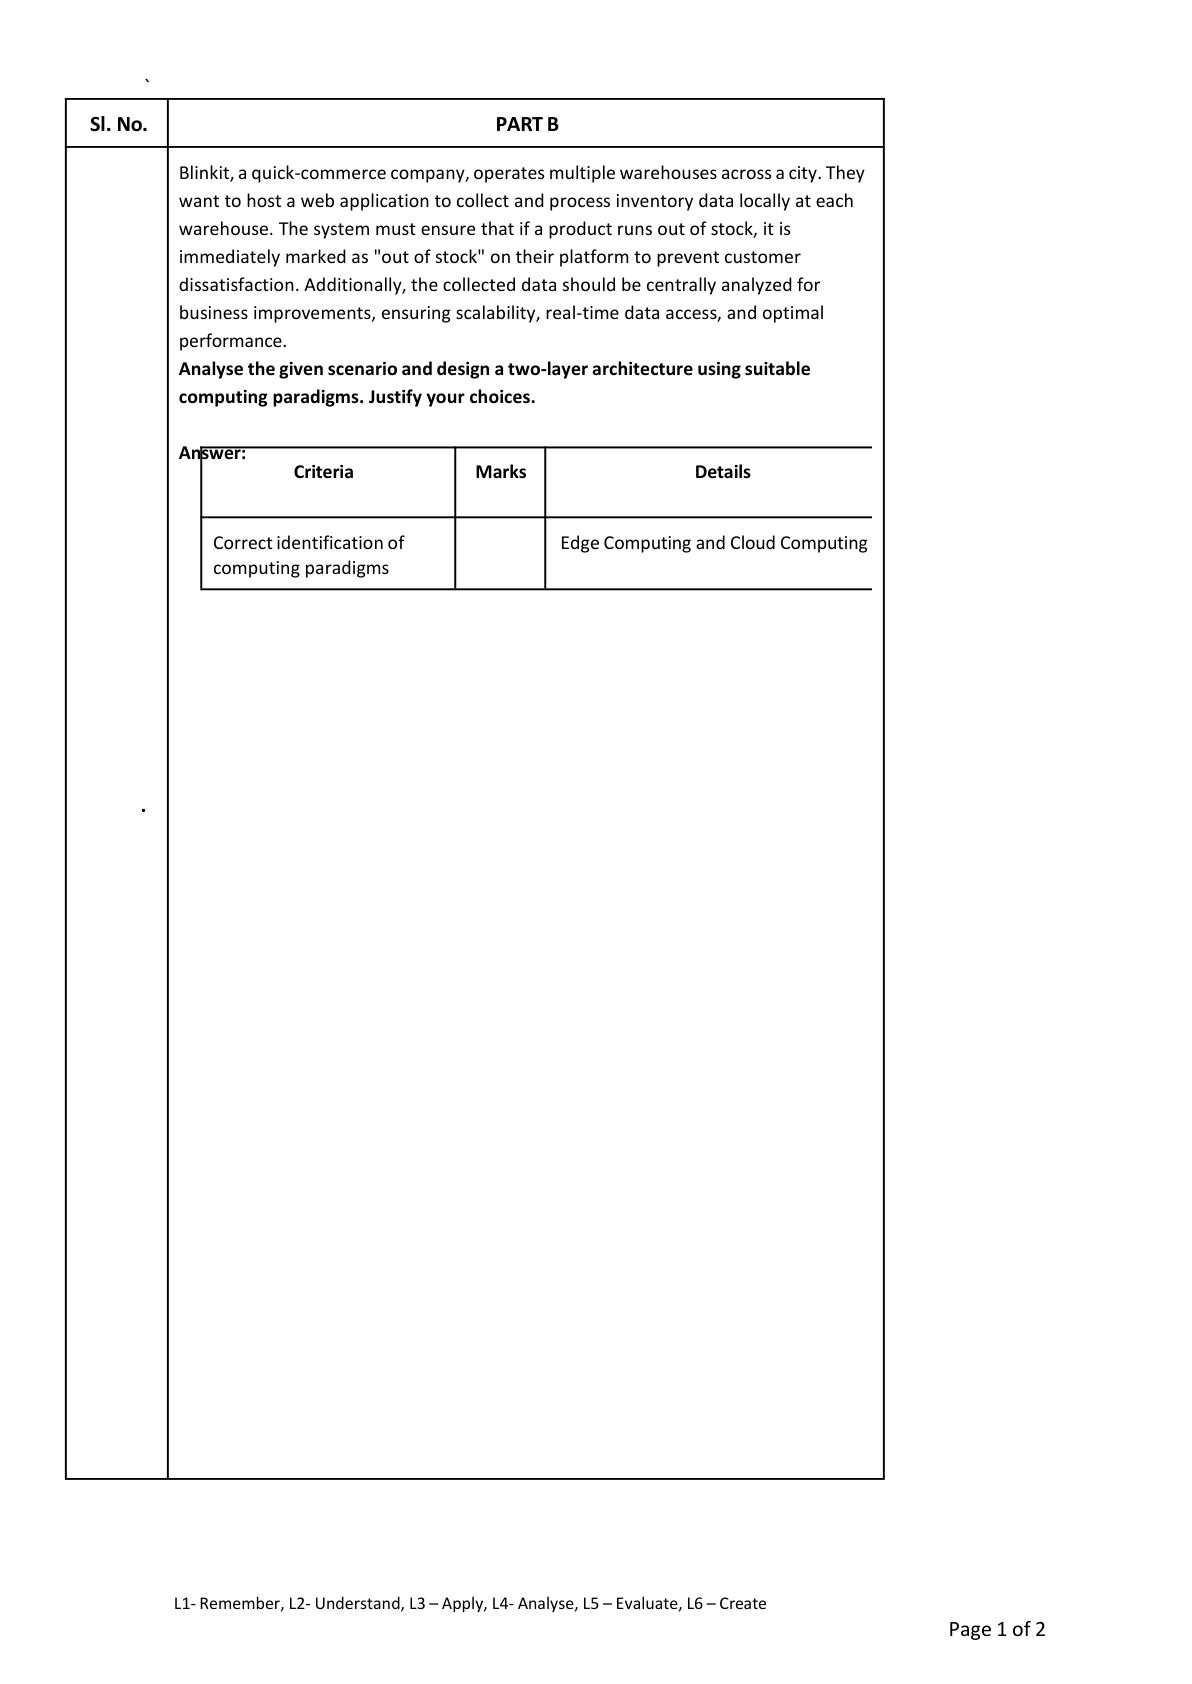 `
Sl. No.
PART B
Blinkit, a quick-commerce company, operates multiple warehouses across a city. They
want to host a web application to collect and process inventory data locally at each
warehouse. The system must ensure that if a product runs out of stock, it is
immediately marked as "out of stock" on their platform to prevent customer
dissatisfaction. Additionally, the collected data should be centrally analyzed for
business improvements, ensuring scalability, real-time data access, and optimal
performance.
Analyse the given scenario and design a two-layer architecture using suitable
computing paradigms. Justify your choices.
Answer:
Criteria
Marks
Details
Correct identification of
computing paradigms
Edge Computing and Cloud Computing
.
L1- Remember, L2- Understand, L3 – Apply, L4- Analyse, L5 – Evaluate, L6 – Create
Page 1 of 2